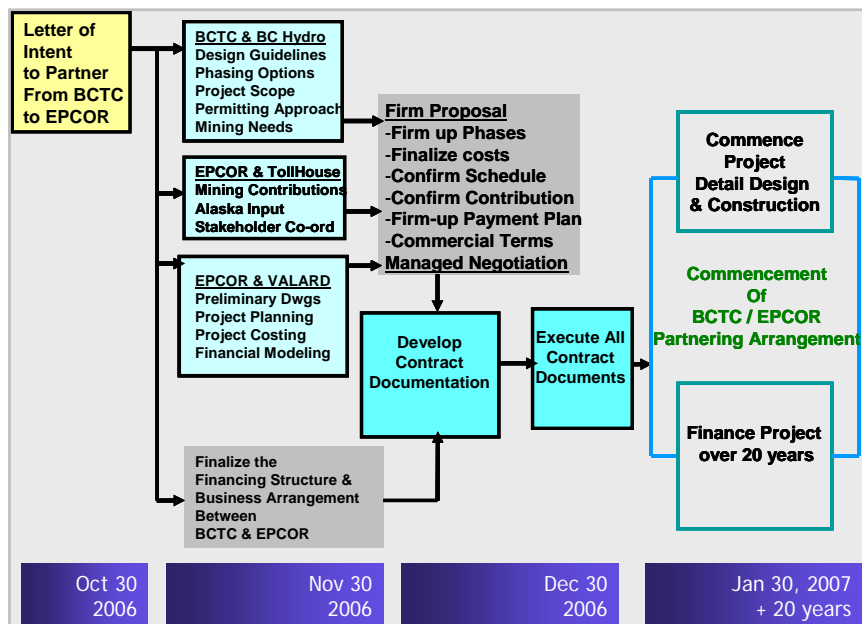 Letter of
Intent
to Partner
From BCTC
to EPCOR
BCTC & BC Hydro
Design Guidelines
Phasing Options
Project Scope
Permitting Approach
Mining Needs
EPCOR & TollHouse
Mining Contributions
Alaska Input
Stakeholder Co-ord
EPCOR & VALARD
Preliminary Dwgs
Project Planning
Project Costing
Financial Modeling
Finalize the
Financing Structure &
Business Arrangement
Between
BCTC & EPCOR
Firm Proposal
-Firm up Phases
-Finalize costs
-Confirm Schedule
-Confirm Contribution
-Firm-up Payment Plan
-Commercial Terms
Managed Negotiation
Develop
Contract
Documentation
Execute All
Contract
Documents
Commence
Project
Detail Design
& Construction
Commencement
Of
BCTC / EPCOR
Partnering Arrangement
Finance Project
over 20 years
Oct 30
2006
Nov 30
2006
Dec 30
2006
Jan 30, 2007
+ 20 years